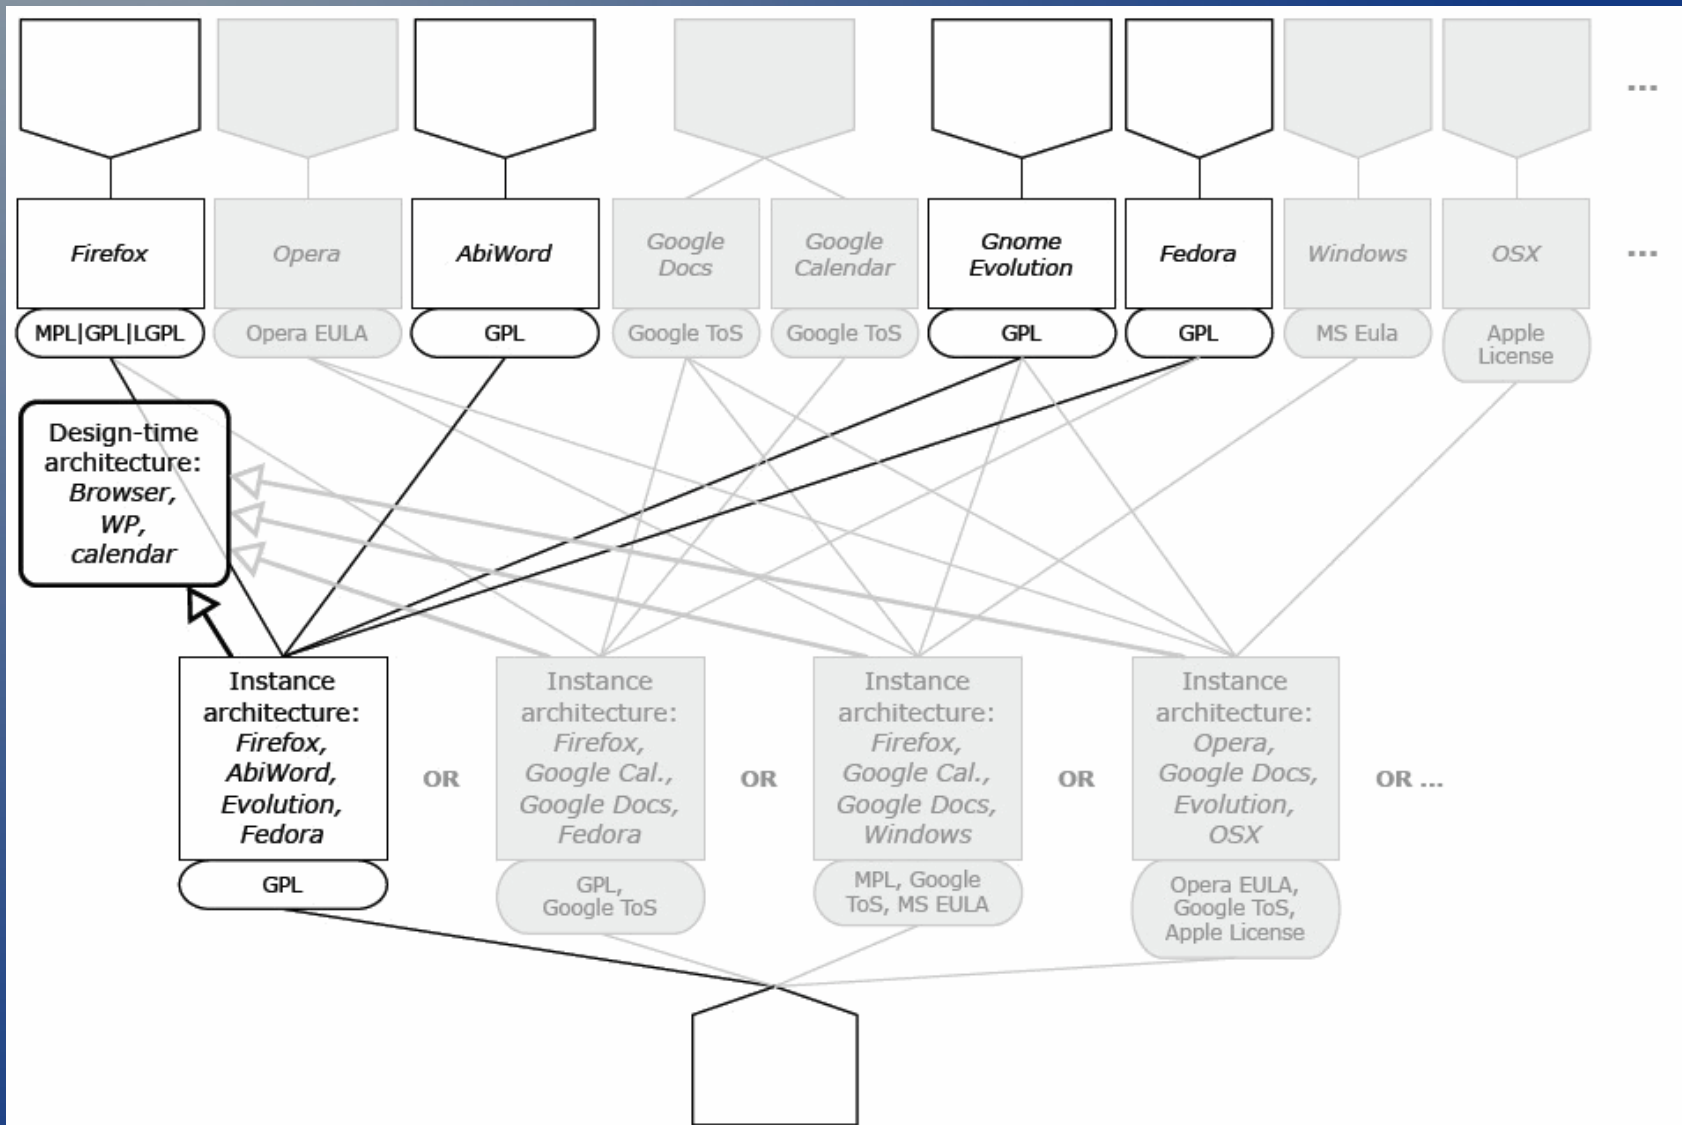 ...
Firefox
Opera
AbiWord
Google
Docs
Google
Calendar
Gnome
Evolution
Fedora
Windows
OSX
...
MPL|GPL|LGPL
Opera EULA
GPL
Google ToS
Google ToS
GPL
GPL
MS Eula
Apple
License
Design-time
architecture:
Browser,
WP,
calendar
Instance
architecture:
Firefox,
AbiWord,
Evolution,
Fedora
OR
Instance
architecture:
Firefox,
Google Cal.,
Google Docs,
Fedora
OR
Instance
architecture:
Firefox,
Google Cal.,
Google Docs,
Windows
OR
Instance
architecture:
Opera,
Google Docs,
Evolution,
OSX
OR ...
GPL
GPL,
Google ToS
MPL, Google
ToS, MS EULA
Opera EULA,
Google ToS,
Apple License